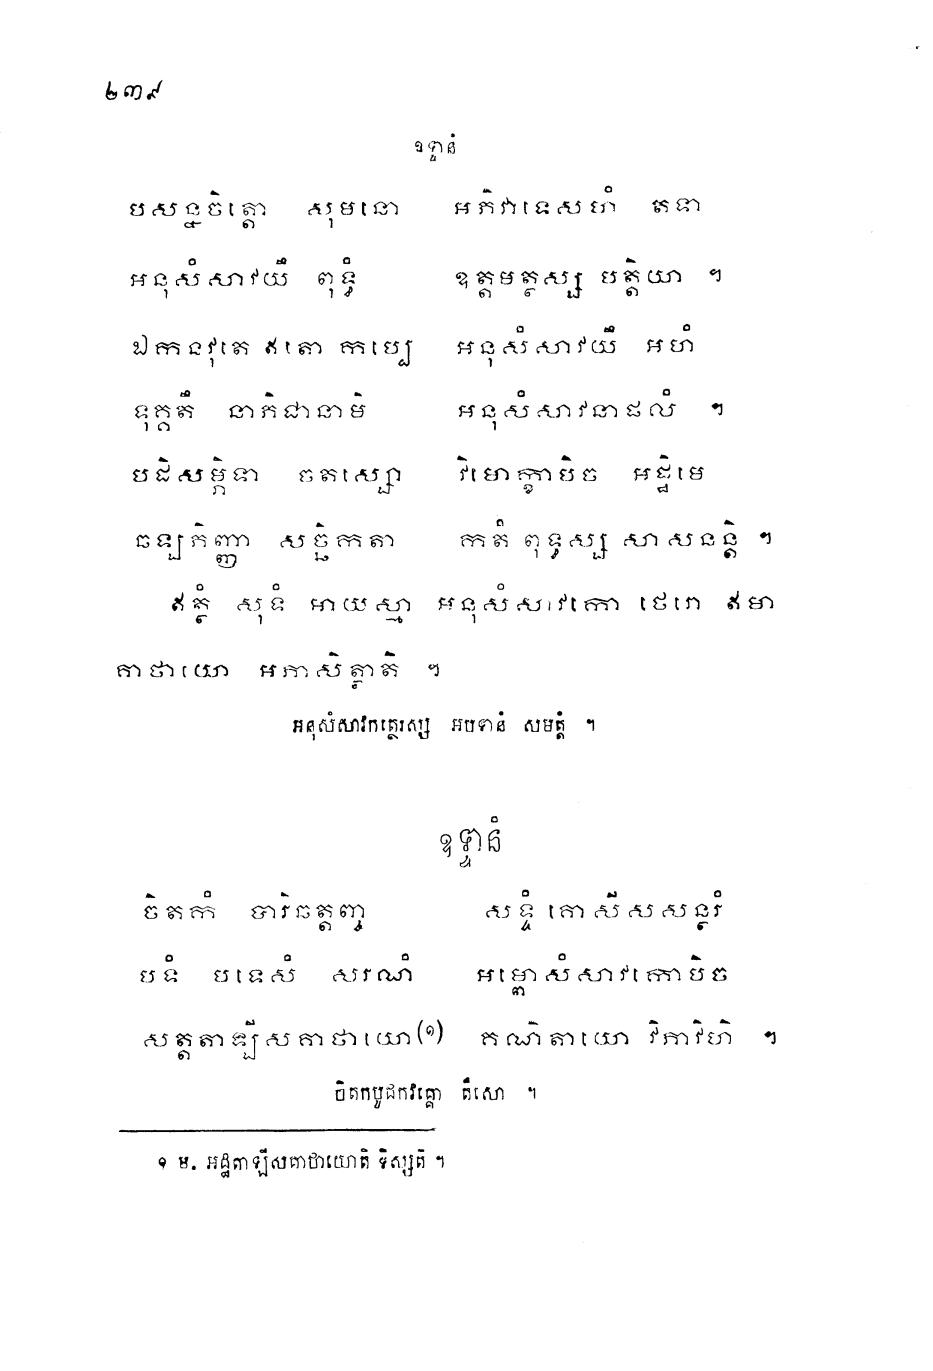 ២៣៩
ឧទ្ទានំ
បសន្នចិត្តោ សុមនោ អភិវាទេសហំ តទា
អនុសំសាវយឹ ពុទ្ធំ ឧត្តមត្ថស្ស បត្តិយា ។
ឯកនវុតេ ឥតោ កប្បេ អនុសំសាវយឹ អហំ
ទុគ្គតឹ នាភិជានាមិ អនុសំសាវនាផលំ ។
បដិសម្ភិទា ចតស្សោ វិមោក្ខាបិច អដ្ឋិមេ
ឆឡភិញ្ញា សច្ឆិកតា កតំ ពុទ្ធស្ស សាសនន្តិ ។
ឥត្ថំ សុទំ អាយស្មា អនុសំសាវកោ ថេរោ ឥមា
គាថាយោ អភាសិត្ថាតិ ។
អនុសំសាវកត្ថេរស្ស អបទានំ សមត្តំ ។
ឧទ្ទានំ
ចិតកំ បារិឆត្តញ្ច សទ្ទំ គោសីសសន្ថរំ
បទំ បទេសំ សរណំ អម្ពោសំសាវកោបិច
សត្តតាឡីសគាថាយោ(១) គណិតាយោ វិភាវិហិ ។
ចិតកបូជកវគ្គោ តឹសោ ។
១ ម. អដ្ឋតាឡីសគាថាយោតិ ទិស្សតិ ។